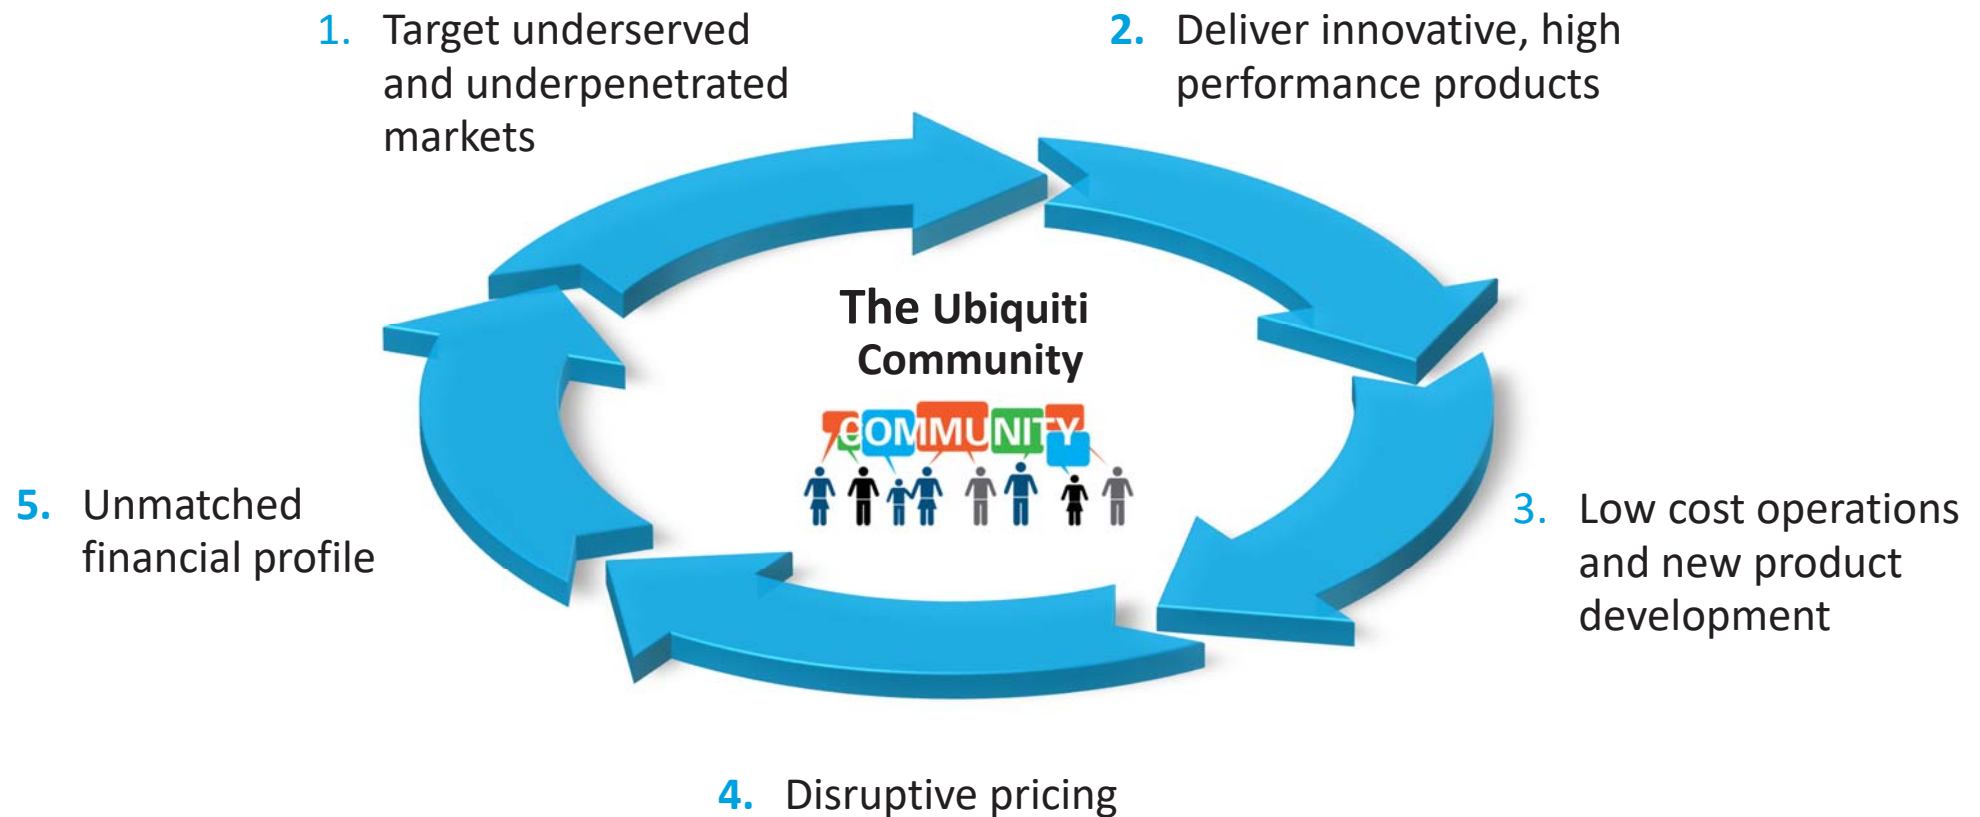 1. Target underserved
and underpenetrated
markets
2. Deliver innovative, high
performance products
The Ubiquiti
Community
COMMUNITY
3. Low cost operations
and new product
development
4. Disruptive pricing
5. Unmatched
financial profile